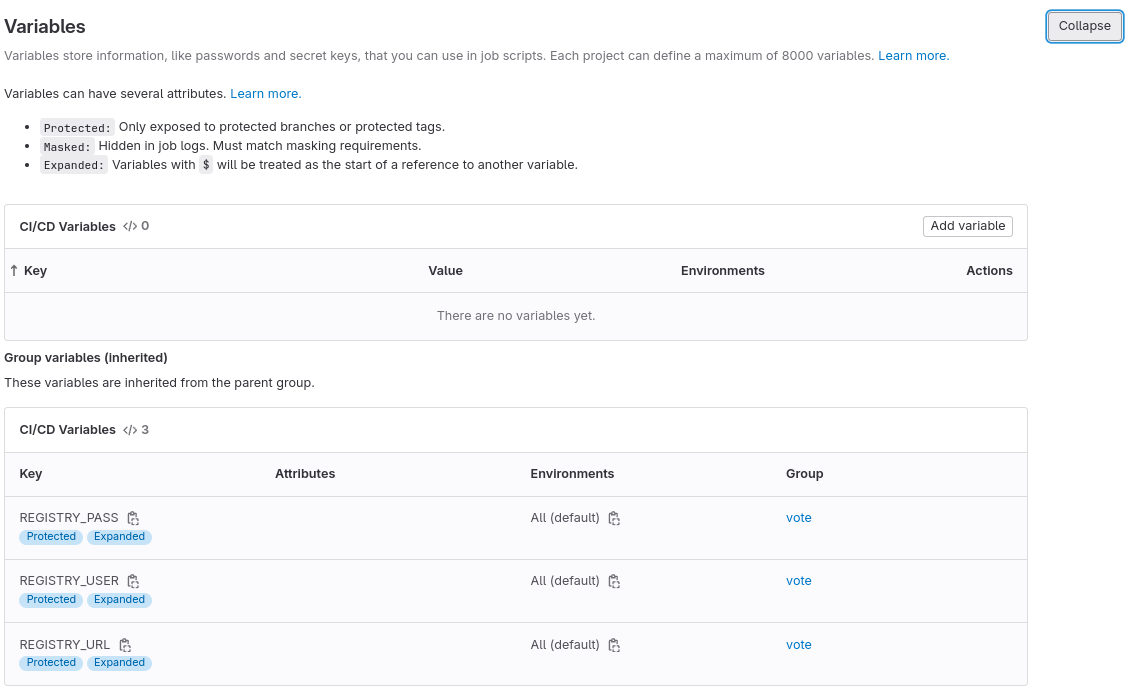 Variables
Collapse
Variables store information, like passwords and secret keys, that you can use in job scripts. Each project can define a maximum of 8000 variables. Learn more.
Variables can have several attributes. Learn more.
• Protected: Only exposed to protected branches or protected tags.
• Masked: Hidden in job logs. Must match masking requirements.
• Expanded: Variables with $ will be treated as the start of a reference to another variable.
CI/CD Variables </> 0 Add variable
↑ Key Value Environments Actions
There are no variables yet.
Group variables (inherited)
These variables are inherited from the parent group.
CI/CD Variables </> 3
Key Attributes Environments Group
REGISTRY_PASS All (default) vote
Protected Expanded
REGISTRY_USER All (default) vote
Protected Expanded
REGISTRY_URL All (default) vote
Protected Expanded